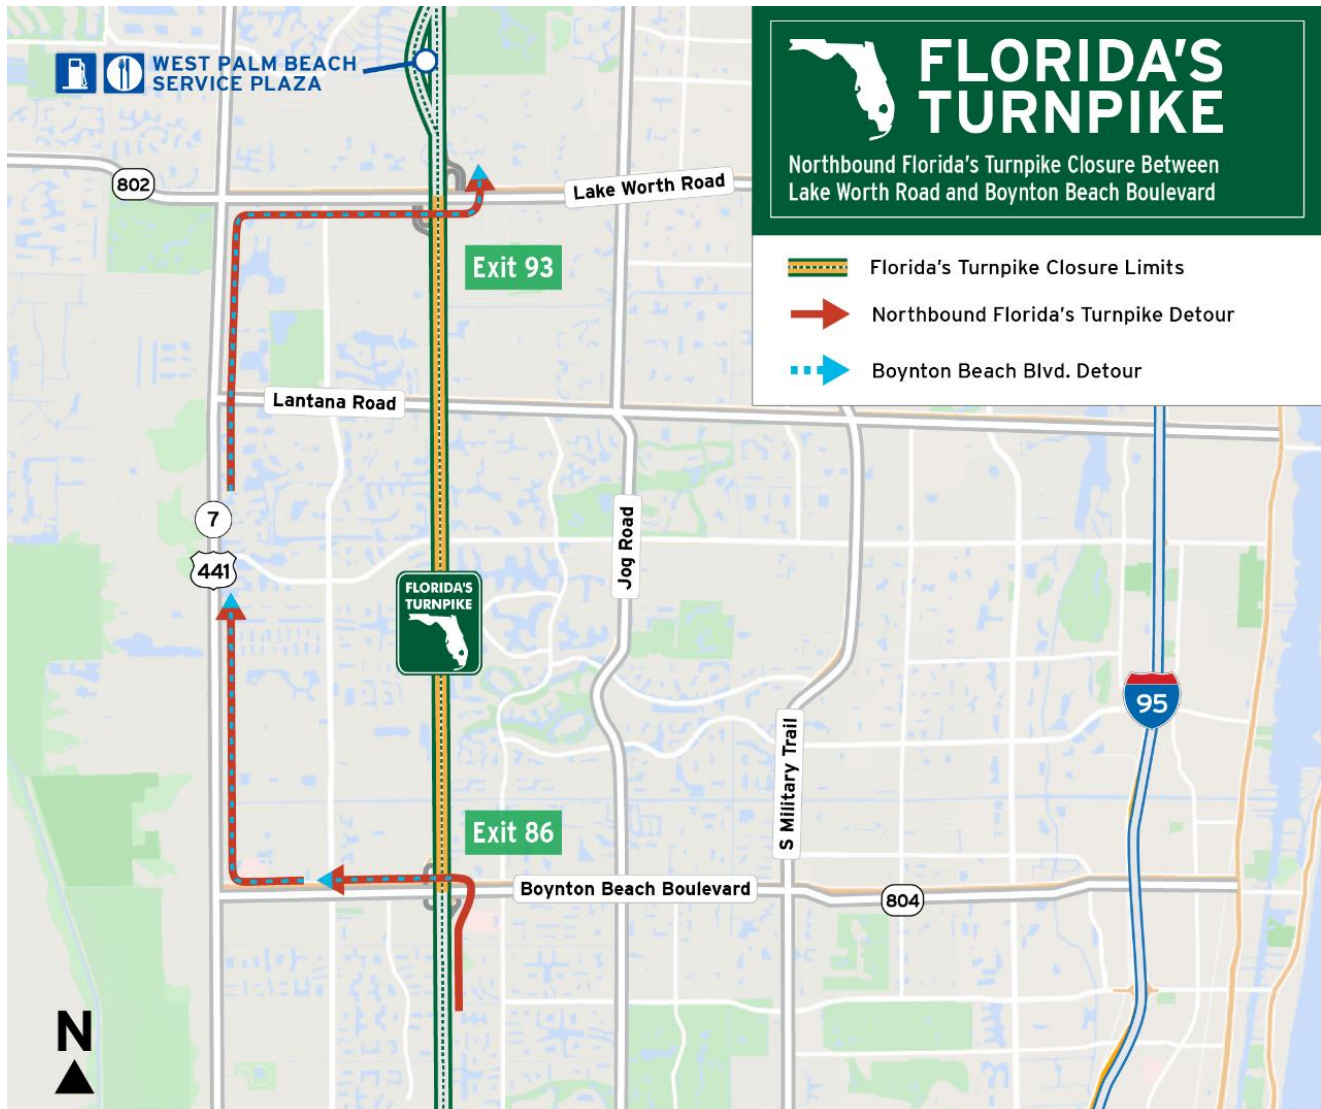 WEST PALM BEACH
SERVICE PLAZA
FLORIDA'S
TURNPIKE
Northbound Florida's Turnpike Closure Between
Lake Worth Road and Boynton Beach Boulevard
Florida's Turnpike Closure Limits
Northbound Florida's Turnpike Detour
Boynton Beach Blvd. Detour
802
Lake Worth Road
Exit 93
Lantana Road
7
441
FLORIDA'S
TURNPIKE
Jog Road
95
S Military Trail
Exit 86
Boynton Beach Boulevard
804
N